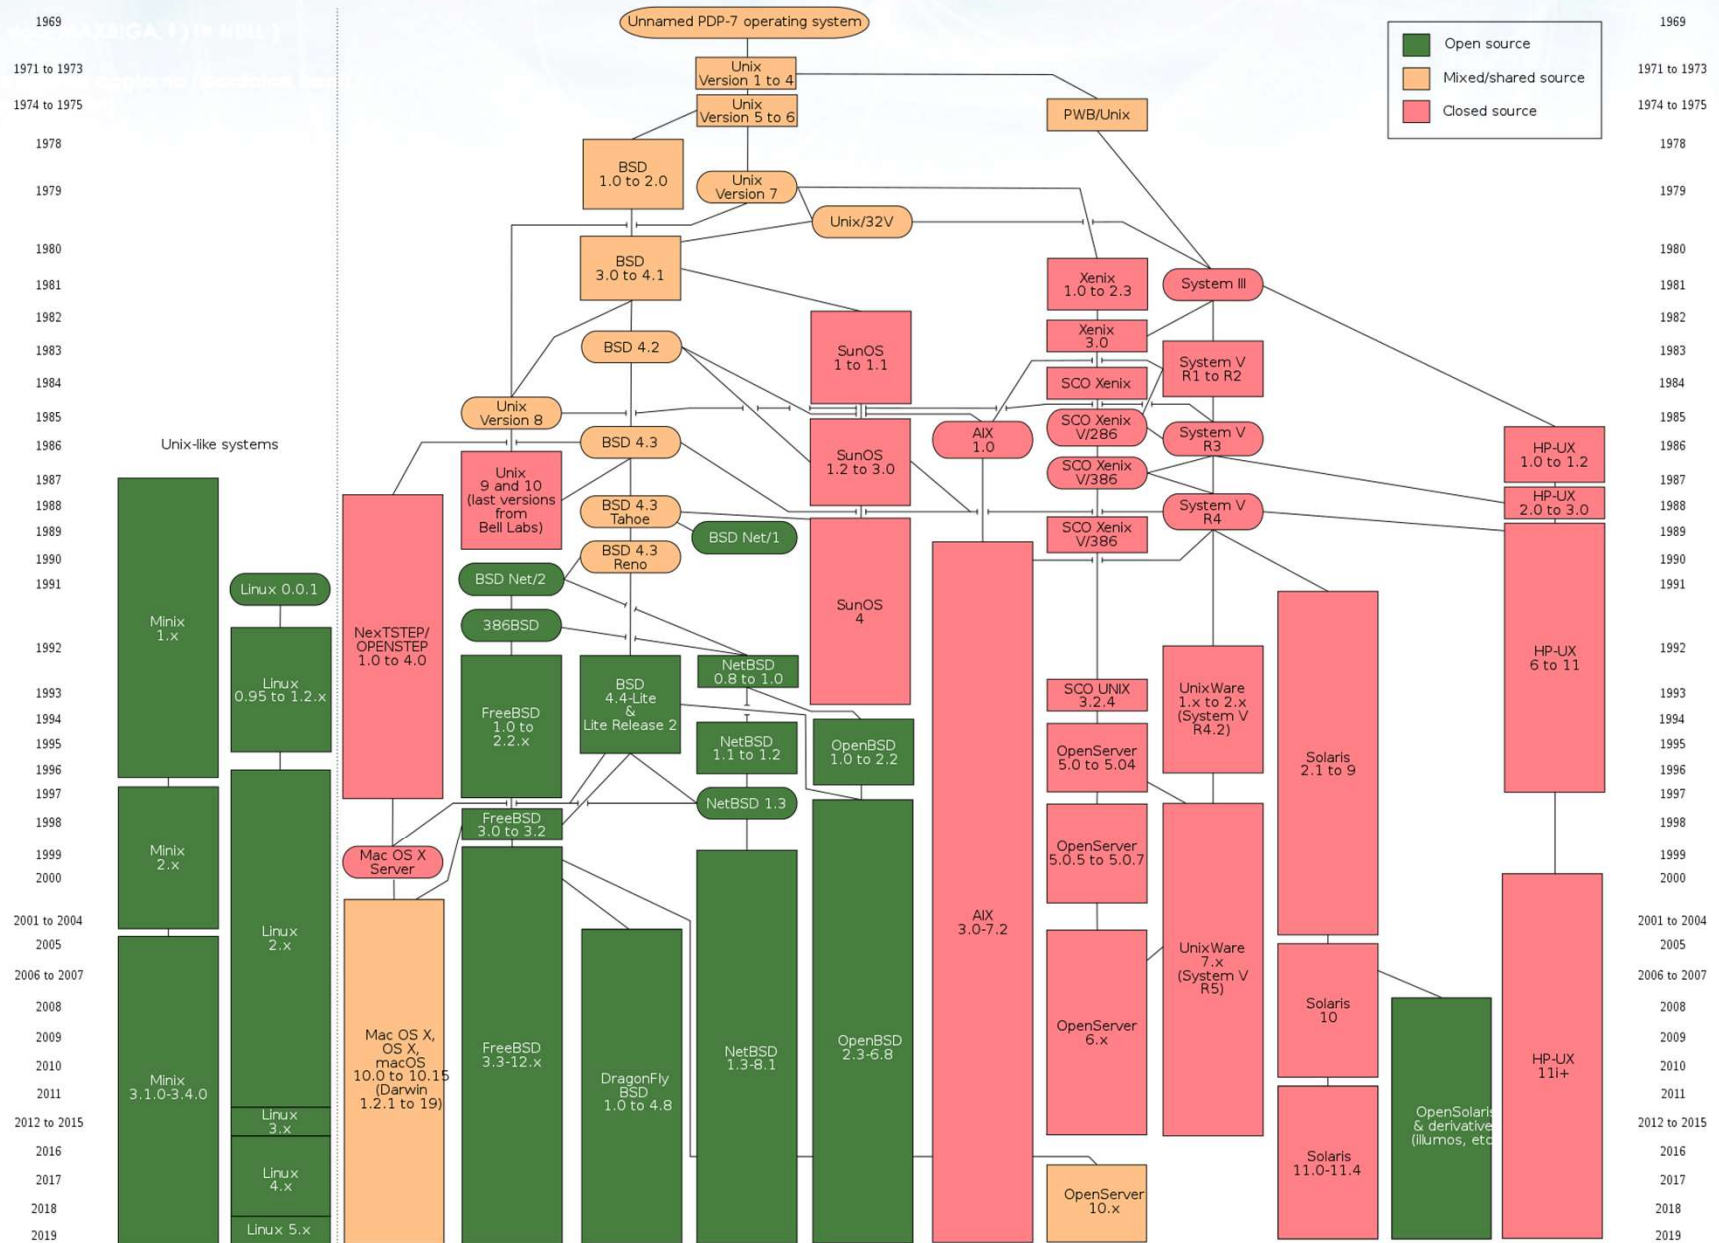 1969
1971 to 1973
1974 to 1975
1978
1979
1980
1981
1982
1983
1984
1985
1986
1987
1988
1989
1990
1991
1992
1993
1994
1995
1996
1997
1998
1999
2000
2001 to 2004
2005
2006 to 2007
2008
2009
2010
2011
2012 to 2015
2016
2017
2018
2019
Unix-like systems
Minix
1.x
Minix
2.x
Minix
3.1.0-3.4.0
Linux 0.0.1
Linux
0.95 to 1.2.x
Linux
2.x
Linux
3.x
Linux
4.x
Linux 5.x
NexTSTEP/
OPENSTEP
1.0 to 4.0
Mac OS X
Server
Mac OS X,
OS X,
macOS
10.0 to 10.15
(Darwin
1.2.1 to 19)
Unix
Version 8
Unix
9 and 10
(last versions
from
Bell Labs)
BSD Net/2
386BSD
FreeBSD
1.0 to
2.2.x
FreeBSD
3.0 to 3.2
FreeBSD
3.3-12.x
BSD
1.0 to 2.0
BSD
3.0 to 4.1
BSD 4.2
BSD 4.3
BSD 4.3
Tahoe
BSD 4.3
Reno
BSD
4.4-Lite
&
Lite Release 2
DragonFly
BSD
1.0 to 4.8
Unnamed PDP-7 operating system
Unix
Version 1 to 4
Unix
Version 5 to 6
Unix
Version 7
Unix/32V
BSD Net/1
NetBSD
0.8 to 1.0
NetBSD
1.1 to 1.2
NetBSD 1.3
NetBSD
1.3-8.1
SunOS
1 to 1.1
SunOS
1.2 to 3.0
SunOS
4
OpenBSD
1.0 to 2.2
OpenBSD
2.3-6.8
AIX
1.0
AIX
3.0-7.2
PWB/Unix
Xenix
1.0 to 2.3
Xenix
3.0
SCO Xenix
SCO Xenix
V/286
SCO Xenix
V/386
SCO Xenix
V/386
SCO UNIX
3.2.4
OpenServer
5.0 to 5.04
OpenServer
5.0.5 to 5.0.7
OpenServer
6.x
OpenServer
10.x
System III
System V
R1 to R2
System V
R3
System V
R4
UnixWare
1.x to 2.x
(System V
R4.2)
UnixWare
7.x
(System V
R5)
Solaris
2.1 to 9
Solaris
10
Solaris
11.0-11.4
OpenSolaris
& derivative
(illumos, etc
HP-UX
1.0 to 1.2
HP-UX
2.0 to 3.0
HP-UX
6 to 11
HP-UX
11i+
Open source
Mixed/shared source
Closed source
1969
1971 to 1973
1974 to 1975
1978
1979
1980
1981
1982
1983
1984
1985
1986
1987
1988
1989
1990
1991
1992
1993
1994
1995
1996
1997
1998
1999
2000
2001 to 2004
2005
2006 to 2007
2008
2009
2010
2011
2012 to 2015
2016
2017
2018
2019